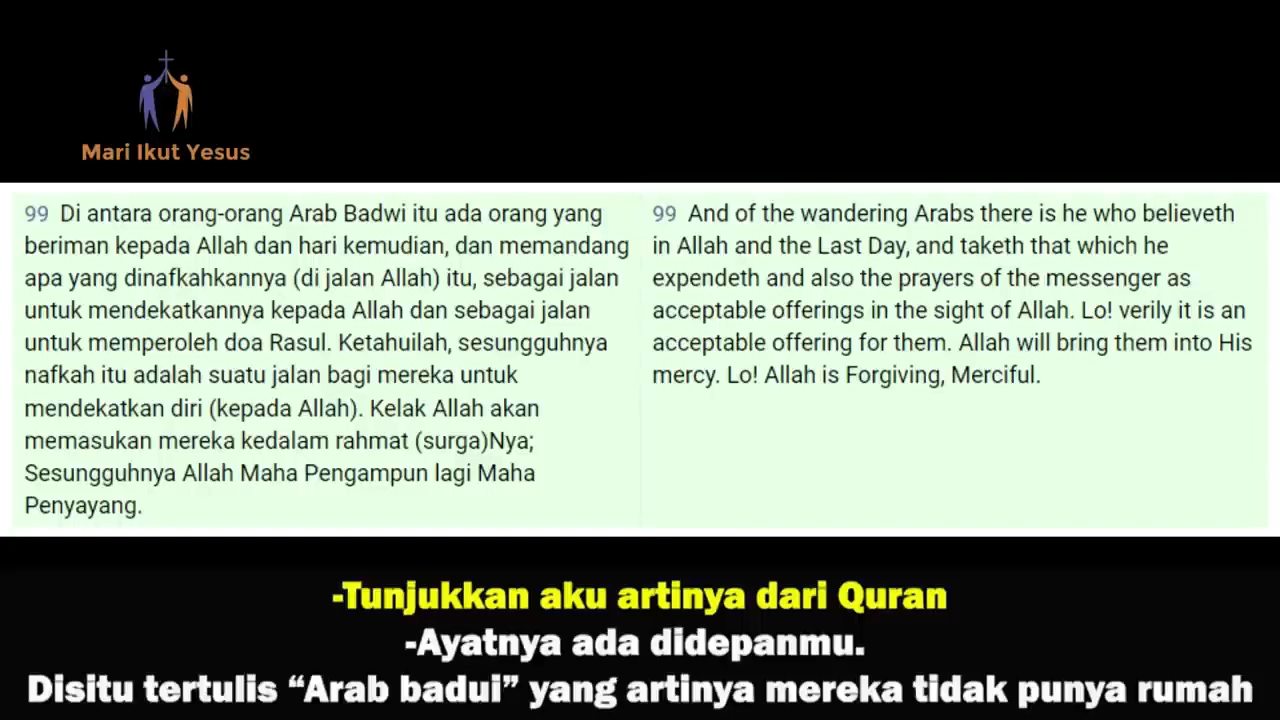 Mari Ikut Yesus
99 Di antara orang-orang Arab Badwi itu ada orang yang
beriman kepada Allah dan hari kemudian, dan memandang
apa yang dinafkahkannya (di jalan Allah) itu, sebagai jalan
untuk mendekatkannya kepada Allah dan sebagai jalan
untuk memperoleh doa Rasul. Ketahuilah, sesungguhnya
nafkah itu adalah suatu jalan bagi mereka untuk
mendekatkan diri (kepada Allah). Kelak Allah akan
memasukan mereka kedalam rahmat (surga)Nya;
Sesungguhnya Allah Maha Pengampun lagi Maha
Penyayang.
99 And of the wandering Arabs there is he who believeth
in Allah and the Last Day, and taketh that which he
expendeth and also the prayers of the messenger as
acceptable offerings in the sight of Allah. Lo! verily it is an
acceptable offering for them. Allah will bring them into His
mercy. Lo! Allah is Forgiving, Merciful.
-Tunjukkan aku artinya dari Quran
-Ayatnya ada didepanmu.
Disitu tertulis “Arab badui” yang artinya mereka tidak punya rumah